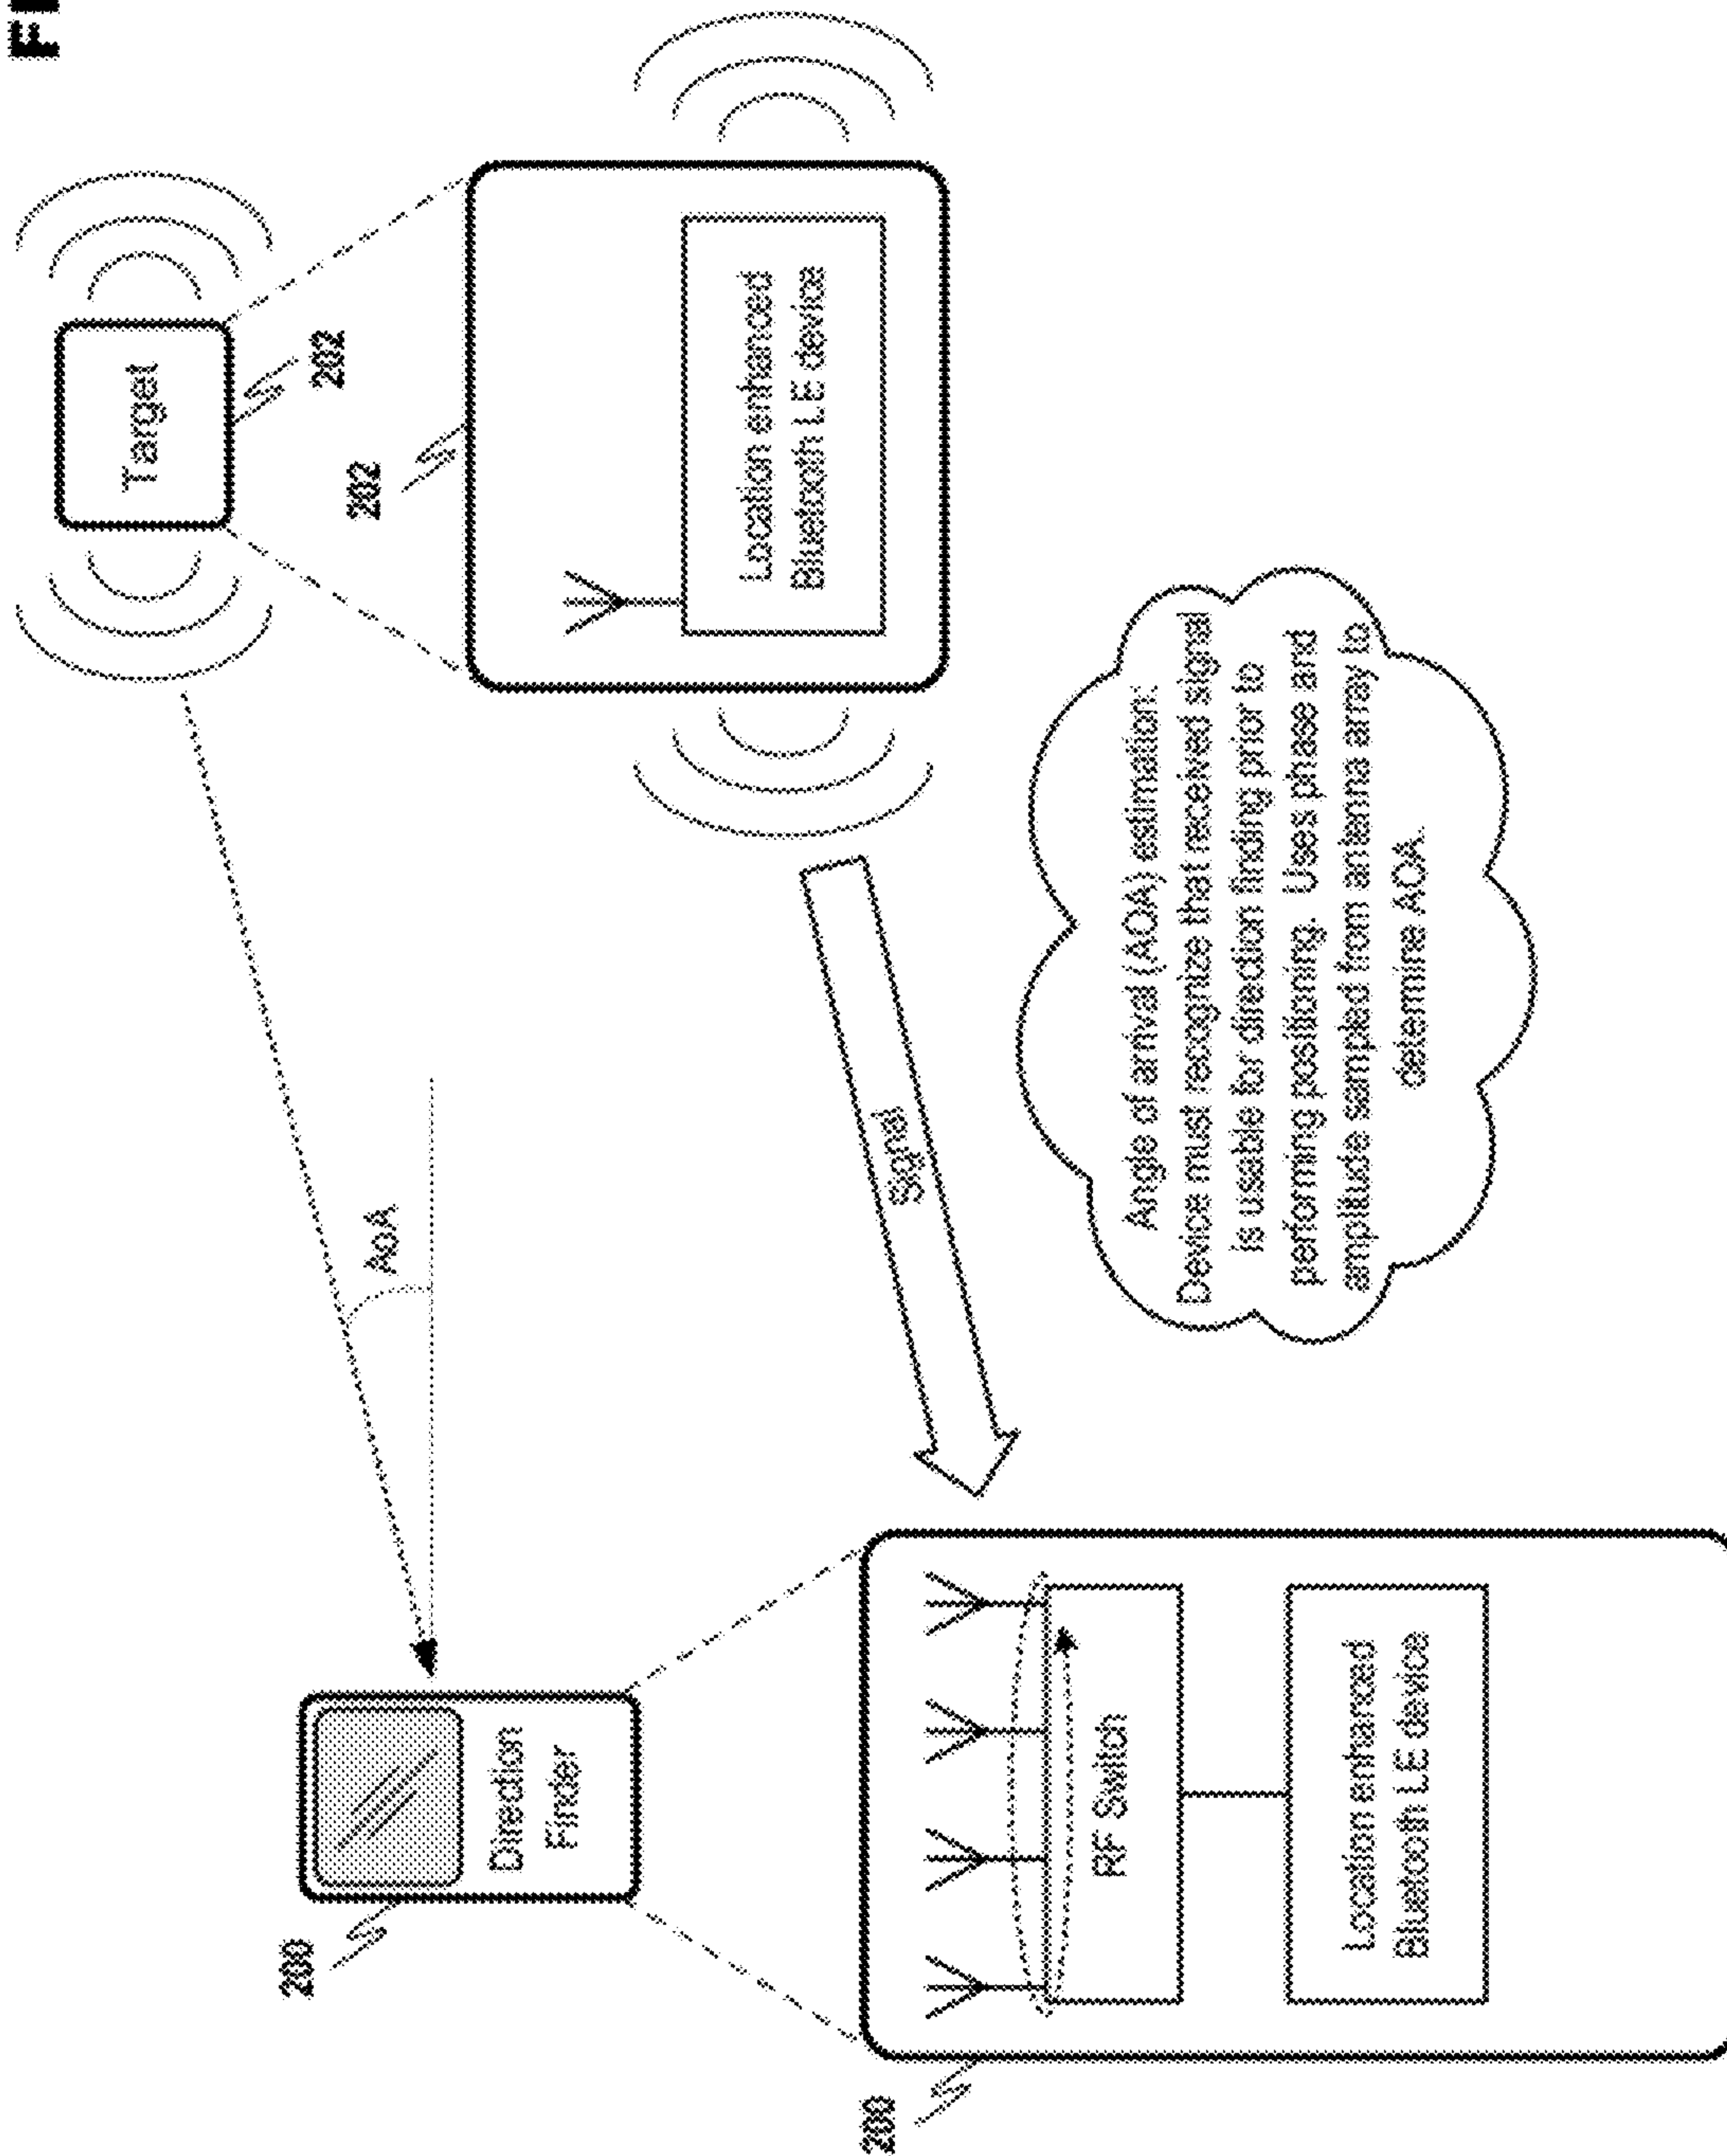 FI
Target
202
202
Location enhanced
Bluetooth LE device
AoA
Signal
200
Direction
Finder
200
RF Switch
Location enhanced
Bluetooth LE device
Angle of arrival (AOA) estimation:
Device must recognize that received signal
is usable for direction finding prior to
performing positioning. Uses phase and
amplitude sampled from antenna array to
determine AOA.